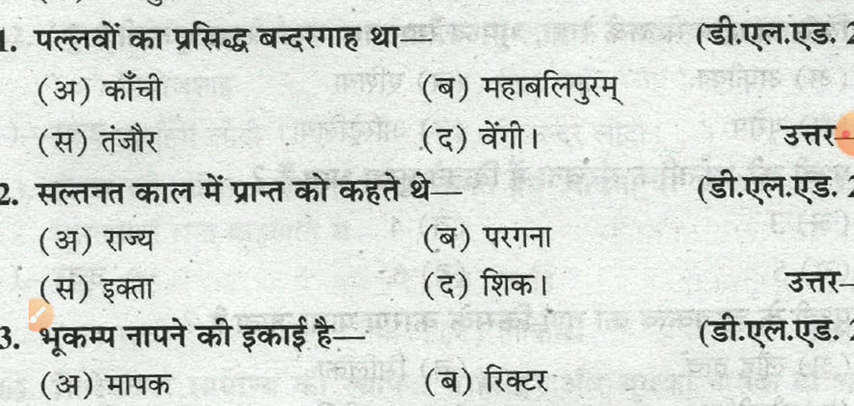 1. पल्लवों का प्रसिद्ध बन्दरगाह था— (डी.एल.एड.
(अ) काँची (ब) महाबलिपुरम्
(स) तंजौर (द) वेंगी। उत्तर—
2. सल्तनत काल में प्रान्त को कहते थे— (डी.एल.एड.
(अ) राज्य (ब) परगना
(स) इक्ता (द) शिक। उत्तर—
3. भूकम्प नापने की इकाई है— (डी.एल.एड.
(अ) मापक (ब) रिक्टर